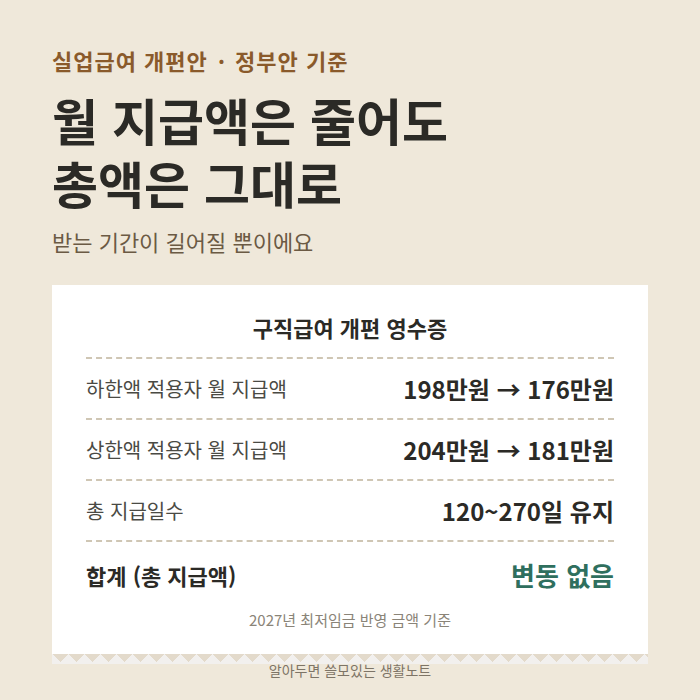 실업급여 개편안 · 정부안 기준
월 지급액은 줄어도
총액은 그대로
받는 기간이 길어질 뿐이에요
구직급여 개편 영수증
하한액 적용자 월 지급액 198만원 → 176만원
상한액 적용자 월 지급액 204만원 → 181만원
총 지급일수 120~270일 유지
합계 (총 지급액) 변동 없음
2027년 최저임금 반영 금액 기준
알아두면 쓸모있는 생활노트